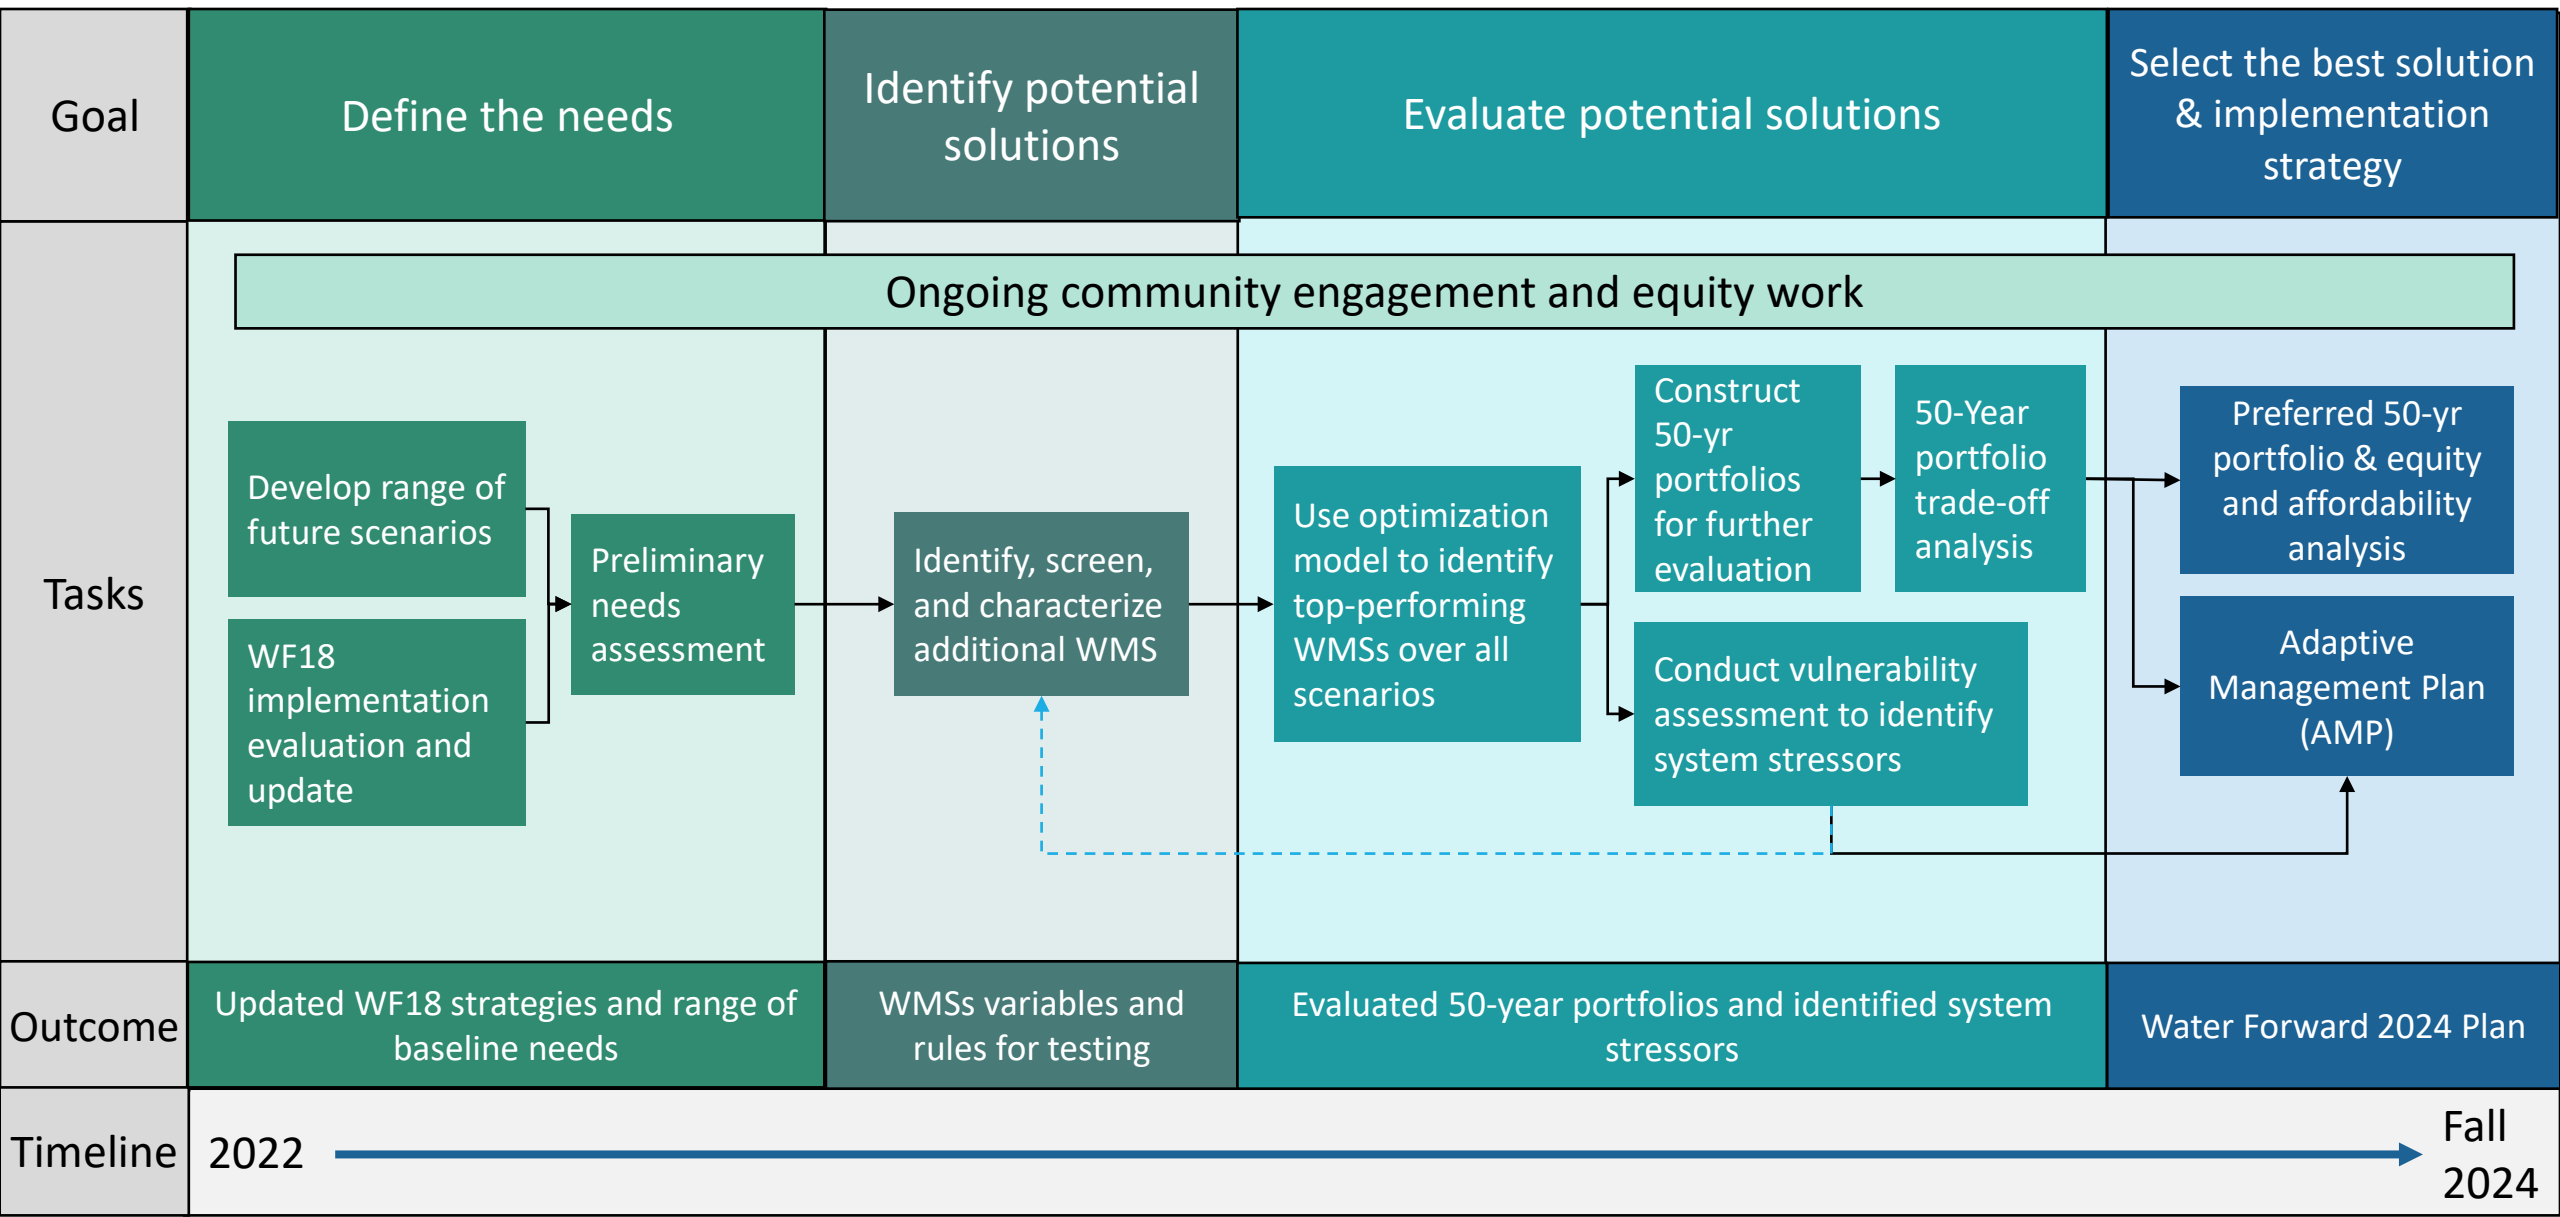 Goal
Define the needs
Identify potential
solutions
Evaluate potential solutions
Select the best solution
& implementation
strategy
Tasks
Ongoing community engagement and equity work
Develop range of
future scenarios
WF18
implementation
evaluation and
update
Preliminary
needs
assessment
Identify, screen,
and characterize
additional WMS
Use optimization
model to identify
top-performing
WMSs over all
scenarios
Construct
50-yr
portfolios
for further
evaluation
50-Year
portfolio
trade-off
analysis
Conduct vulnerability
assessment to identify
system stressors
Preferred 50-yr
portfolio & equity
and affordability
analysis
Adaptive
Management Plan
(AMP)
Outcome
Updated WF18 strategies and range of
baseline needs
WMSs variables and
rules for testing
Evaluated 50-year portfolios and identified system
stressors
Water Forward 2024 Plan
Timeline
2022
Fall
2024